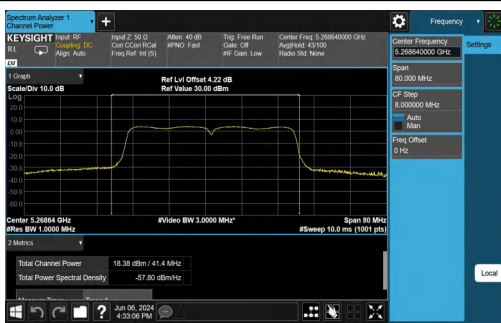 Spectrum Analyzer 1
Channel Power
Frequency
KEYSIGHT
Input: RF
Coupling: DC
Align: Auto
Input Z: 50 Ω
Corr CCorr RCal
Freq Ref: Int (S)
Atten: 40 dB
#PNO: Fast
Trig: Free Run
Gate: Off
#IF Gain: Low
Center Freq: 5.268640000 GHz
Avg|Hold: 43/100
Radio Std: None
RL
LVI
Center Frequency
5.268640000 GHz
Settings
Span
80.000 MHz
CF Step
8.000000 MHz
Auto
Man
Freq Offset
0 Hz
1 Graph
Scale/Div 10.0 dB
Ref Lvl Offset 4.22 dB
Ref Value 30.00 dBm
Log
20.0
10.0
0.00
-10.0
-20.0
-30.0
-40.0
-50.0
-60.0
Center 5.26864 GHz
#Res BW 1.0000 MHz
#Video BW 3.0000 MHz*
Span 80 MHz
#Sweep 10.0 ms (1001 pts)
2 Metrics
Total Channel Power 18.38 dBm / 41.4 MHz
Total Power Spectral Density -57.80 dBm/Hz
Local
?
Jun 06, 2024
4:33:06 PM